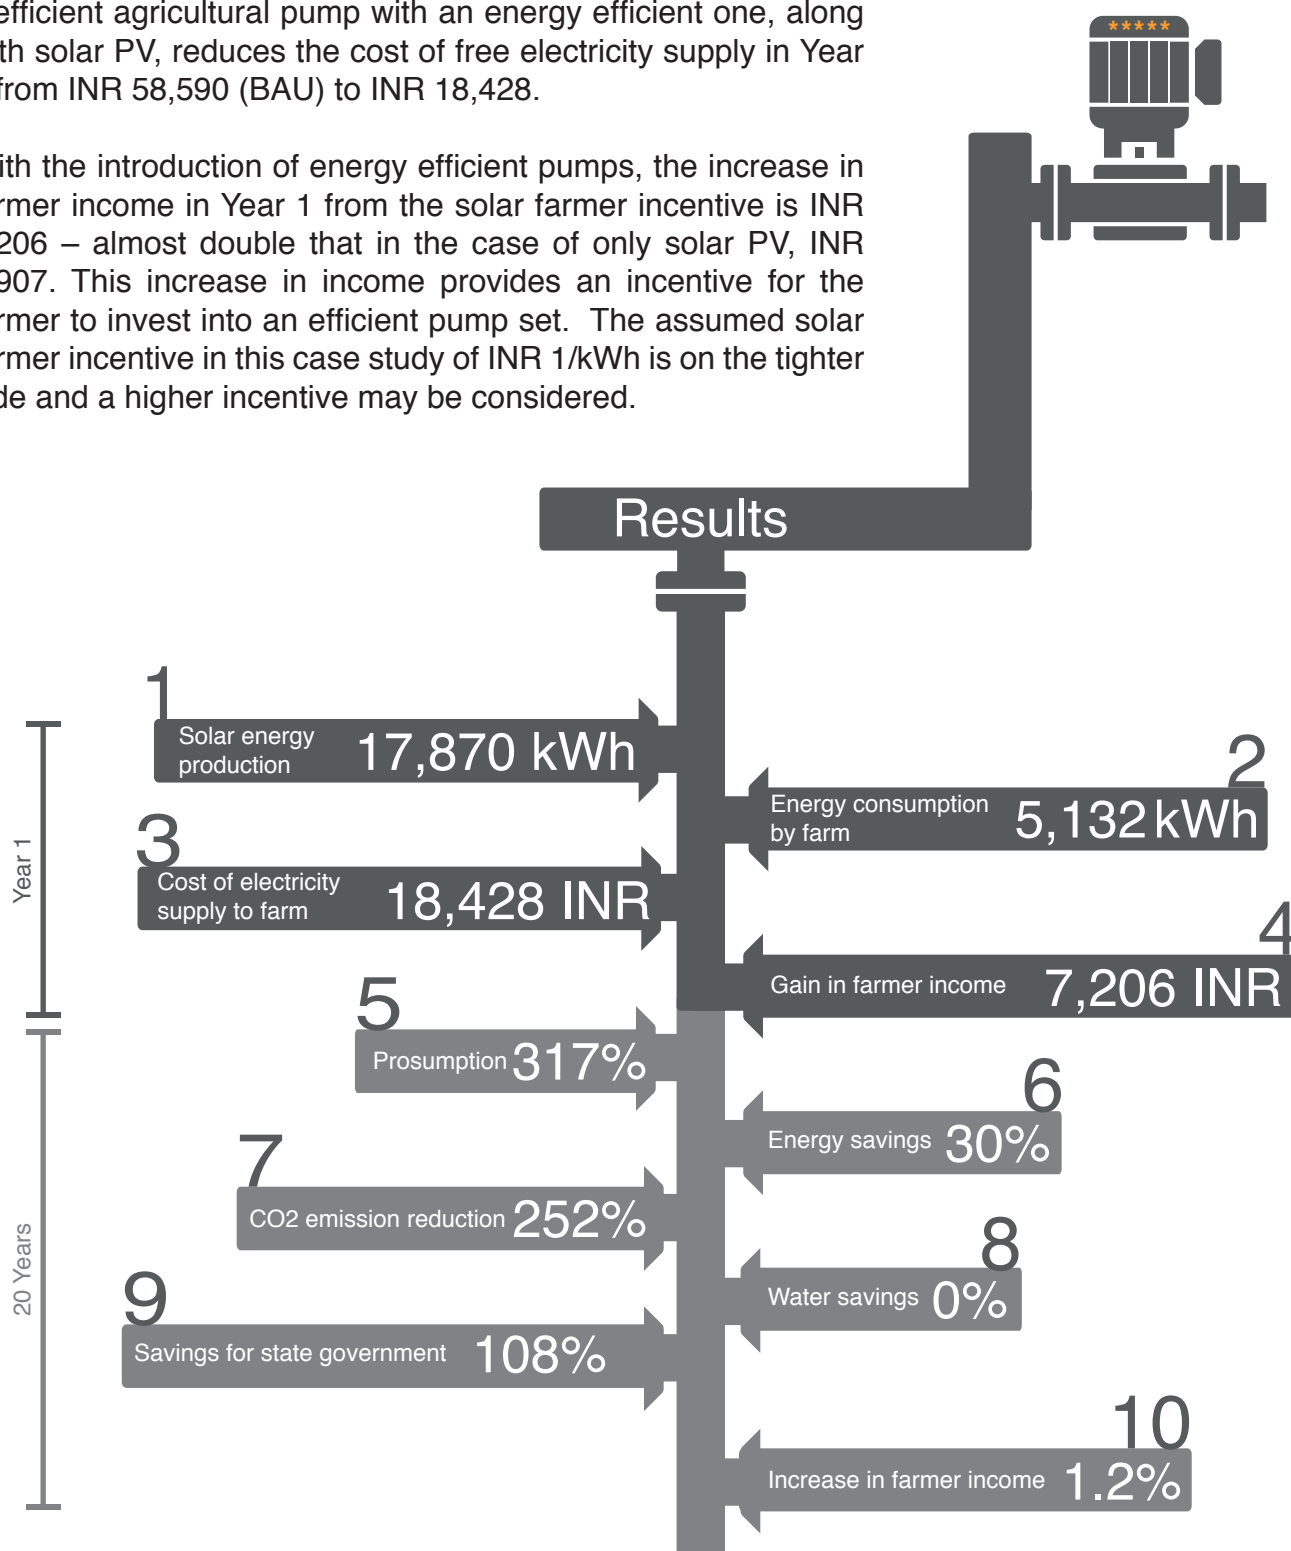 efficient agricultural pump with an energy efficient one, along
th solar PV, reduces the cost of free electricity supply in Year
from INR 58,590 (BAU) to INR 18,428.
ith the introduction of energy efficient pumps, the increase in
rmer income in Year 1 from the solar farmer incentive is INR
206 – almost double that in the case of only solar PV, INR
907. This increase in income provides an incentive for the
rmer to invest into an efficient pump set. The assumed solar
rmer incentive in this case study of INR 1/kWh is on the tighter
de and a higher incentive may be considered.
*****
Results
1
Solar energy
production
17,870 kWh
2
Energy consumption
by farm
5,132 kWh
3
Cost of electricity
supply to farm
18,428 INR
4
Gain in farmer income 7,206 INR
Year 1
5
Prosumption 317%
6
Energy savings 30%
7
CO2 emission reduction 252%
8
Water savings 0%
9
Savings for state government 108%
10
Increase in farmer income 1.2%
20 Years